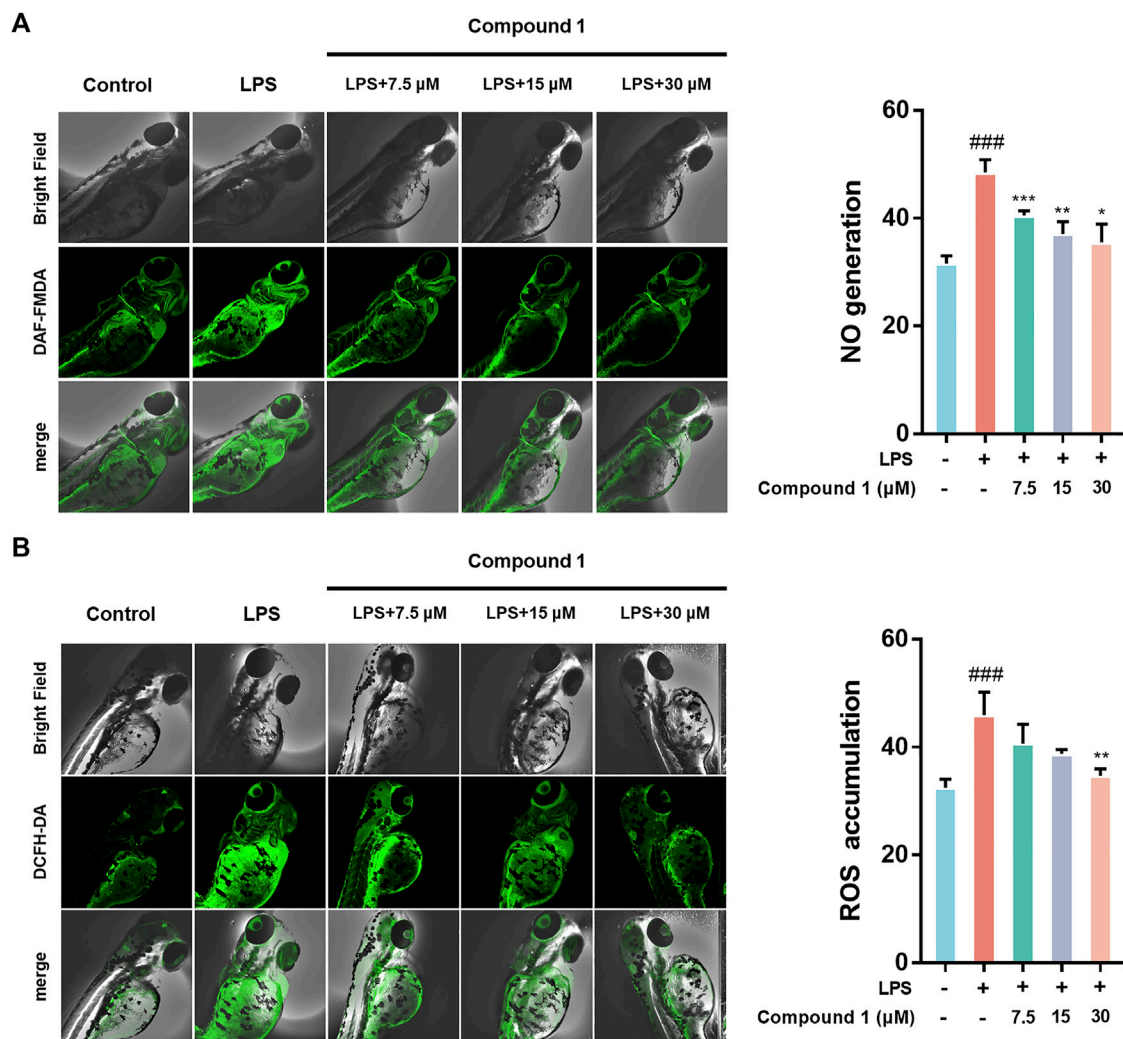 A
Compound 1
Control
LPS
LPS+7.5 µM
LPS+15 µM
LPS+30 µM
Bright Field
DAF-FMDA
merge
NO generation
60
40
20
0
###
***
**
*
LPS
- + + + +
Compound 1 (µM)
- - 7.5 15 30
B
Compound 1
Control
LPS
LPS+7.5 µM
LPS+15 µM
LPS+30 µM
Bright Field
DCFH-DA
merge
ROS accumulation
60
40
20
0
###
**
LPS
- + + + +
Compound 1 (µM)
- - 7.5 15 30